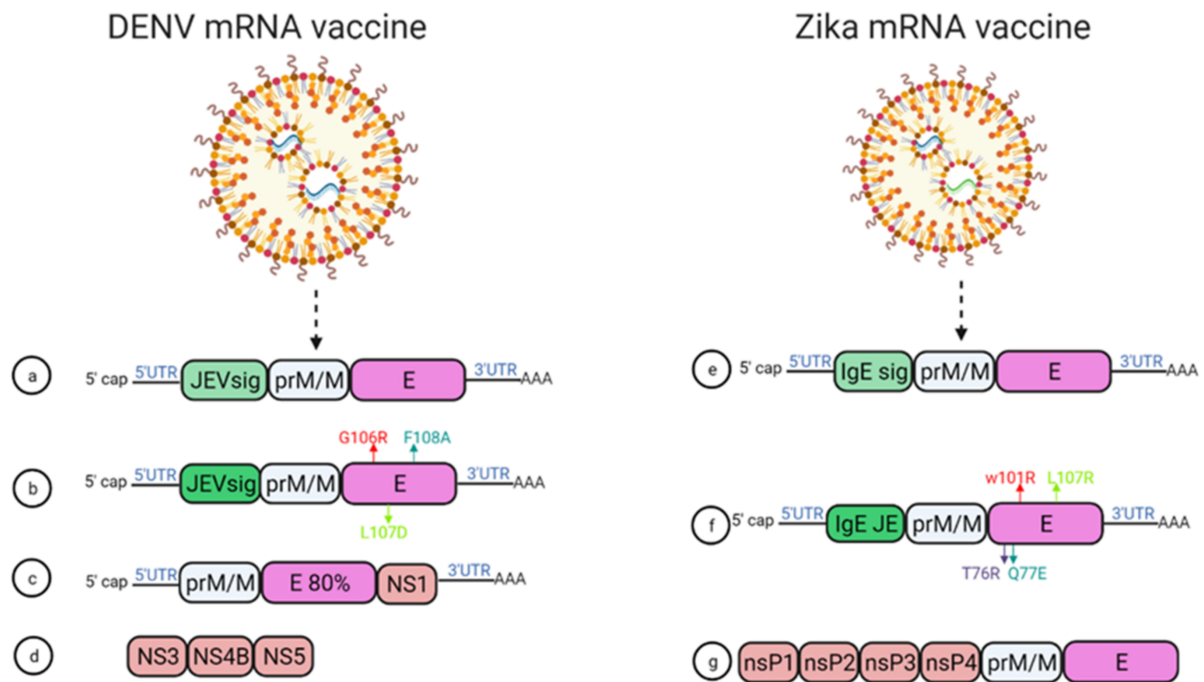 DENV mRNA vaccine
Zika mRNA vaccine
a
5' cap 5'UTR JEVsig prM/M E 3'UTR AAA
e
5' cap 5'UTR IgE sig prM/M E 3'UTR AAA
G106R F108A
b
5' cap 5'UTR JEVsig prM/M E 3'UTR AAA
L107D
w101R L107R
f
5' cap 5'UTR IgE JE prM/M E 3'UTR AAA
T76R Q77E
c
5' cap 5'UTR prM/M E 80% NS1 3'UTR AAA
d
NS3 NS4B NS5
g
nsP1 nsP2 nsP3 nsP4 prM/M E